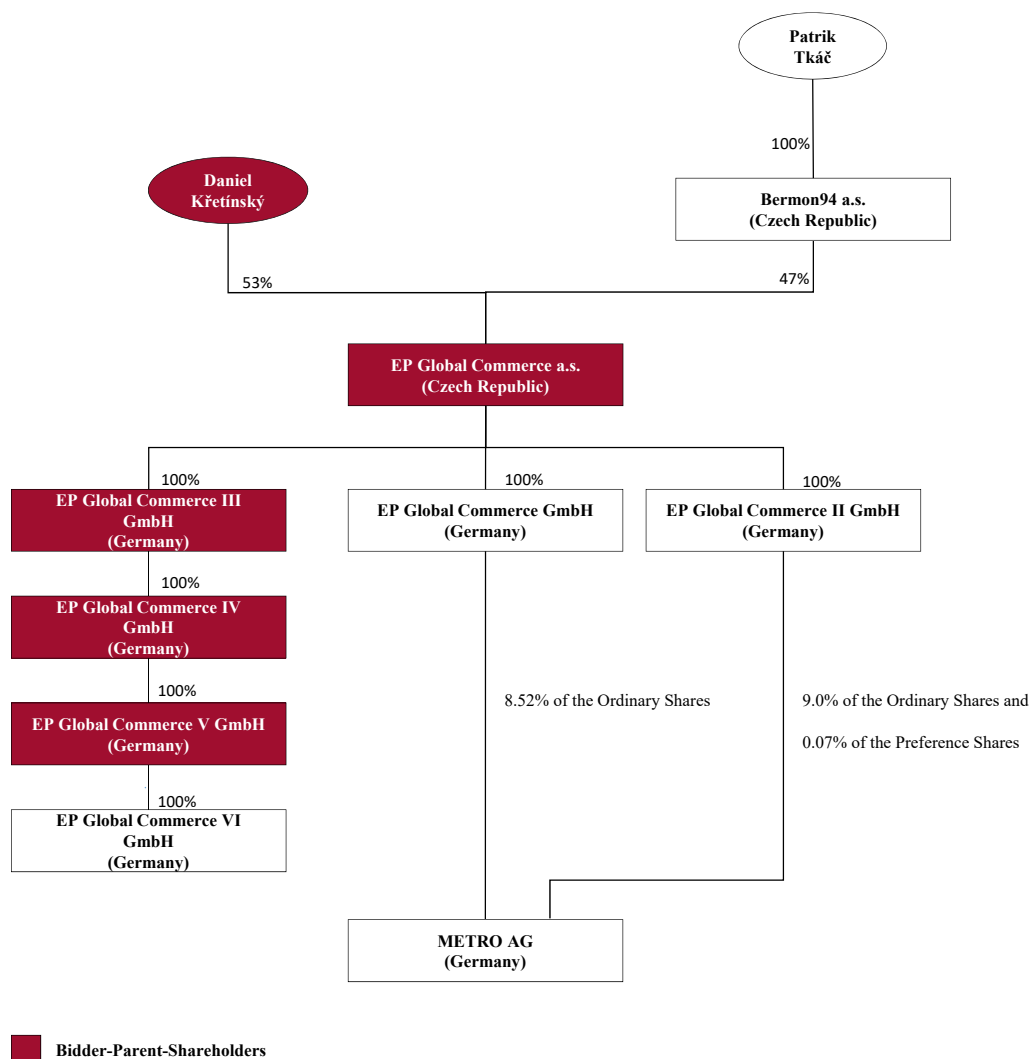 Patrik
Tkáč
100%
Daniel
Křetínský
Bermon94 a.s.
(Czech Republic)
53%
47%
EP Global Commerce a.s.
(Czech Republic)
100%
100%
100%
EP Global Commerce III
GmbH
(Germany)
EP Global Commerce GmbH
(Germany)
EP Global Commerce II GmbH
(Germany)
100%
EP Global Commerce IV
GmbH
(Germany)
100%
8.52% of the Ordinary Shares
9.0% of the Ordinary Shares and
0.07% of the Preference Shares
EP Global Commerce V GmbH
(Germany)
100%
EP Global Commerce VI
GmbH
(Germany)
METRO AG
(Germany)
Bidder-Parent-Shareholders